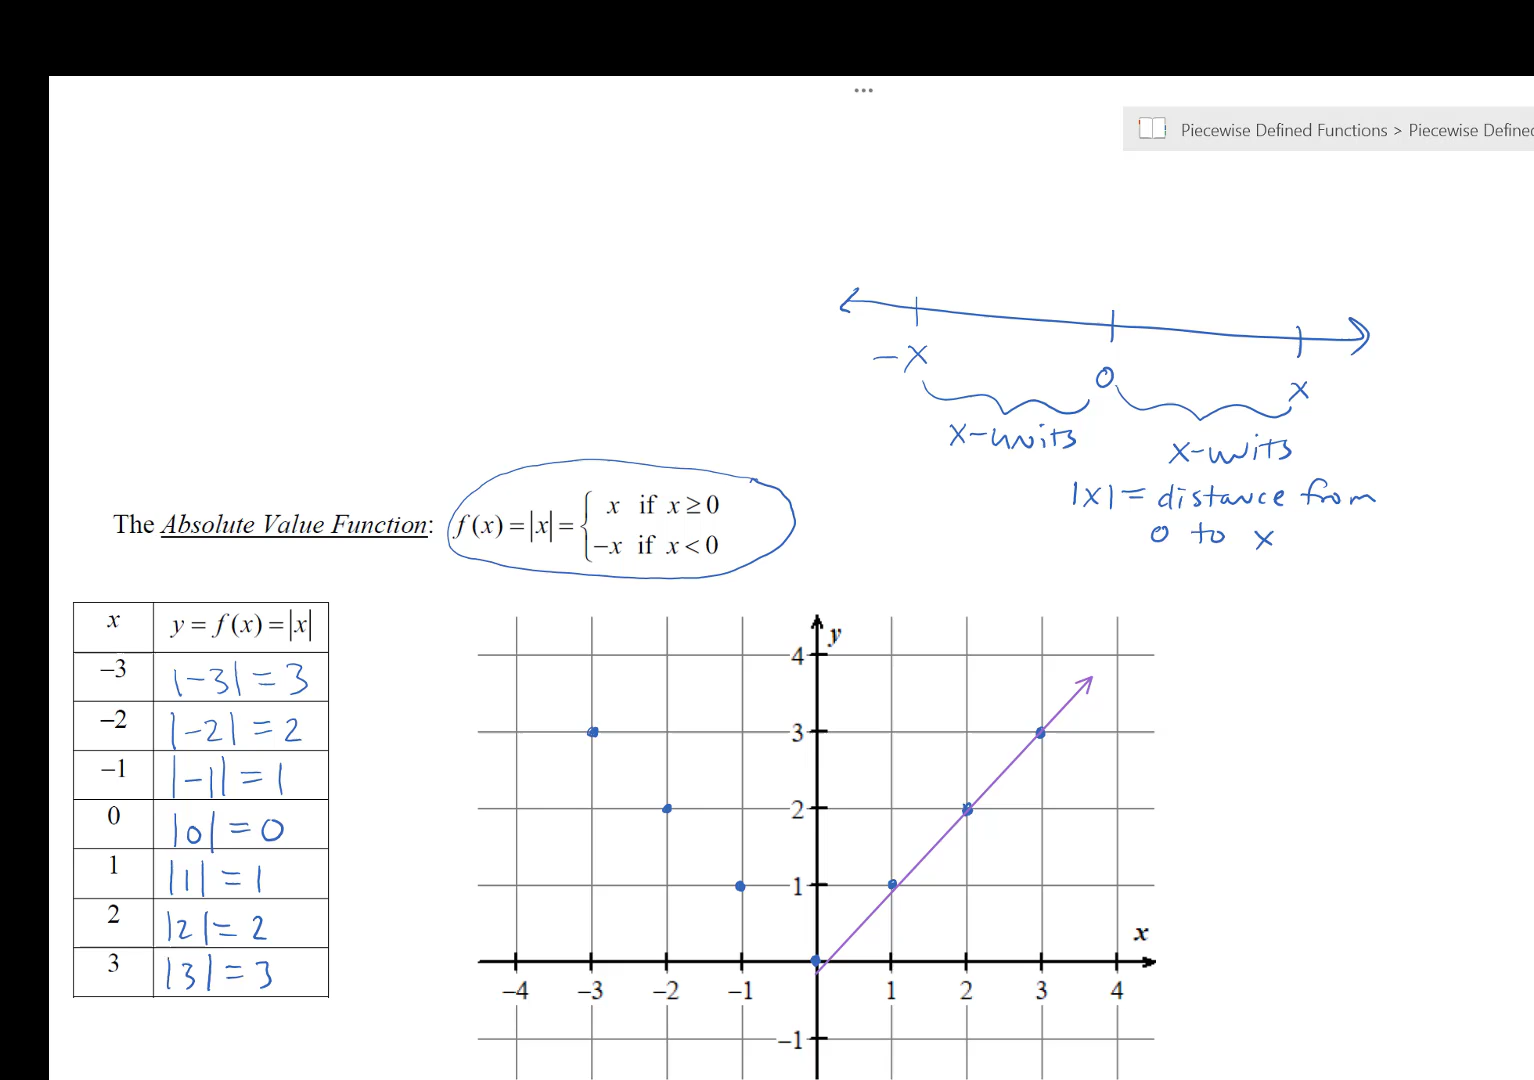 •••
Piecewise Defined Functions > Piecewise Define
−x
0
x
x-units
x-units
|x| = distance from
0 to x
The Absolute Value Function: f(x) = |x| = { x if x ≥ 0
−x if x < 0
x y = f(x) = |x|
−3 |−3| = 3
−2 |−2| = 2
−1 |−1| = 1
0 |0| = 0
1 |1| = 1
2 |2| = 2
3 |3| = 3
y
4
3
2
1
x
−4 −3 −2 −1 1 2 3 4
−1